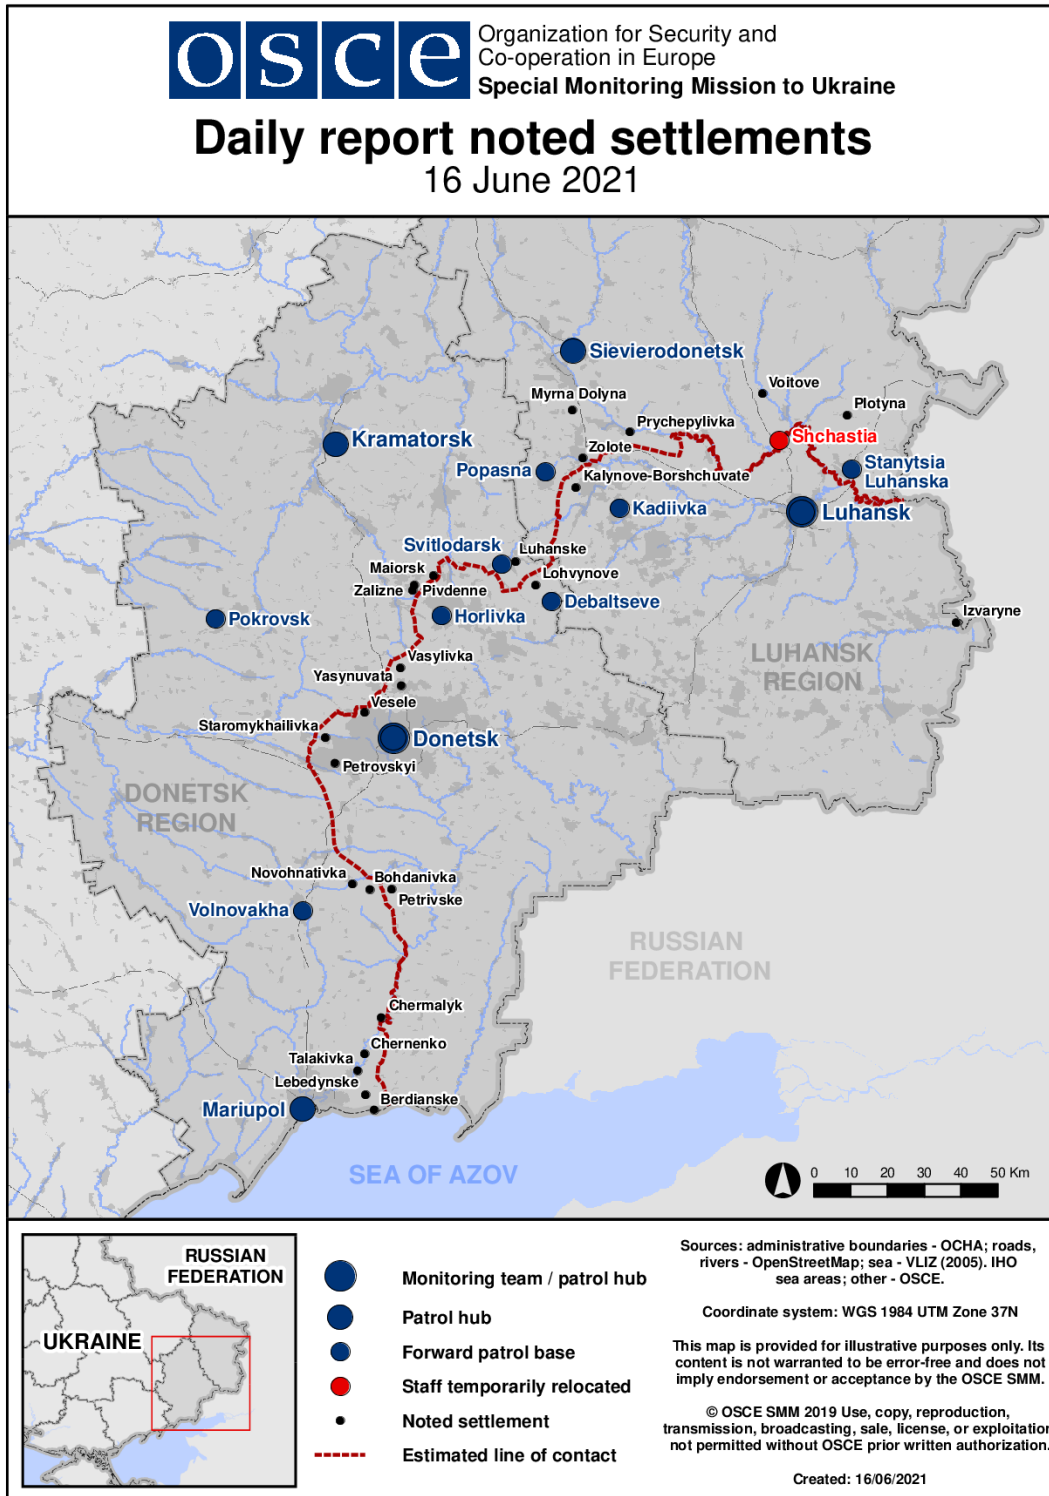 osce
Organization for Security and
Co-operation in Europe
Special Monitoring Mission to Ukraine
Daily report noted settlements
16 June 2021
Sievierodonetsk
Voitove
Myrna Dolyna
Plotyna
Prychepylivka
Kramatorsk
Shchastia
Zolote
Popasna
Stanytsia
Luhanska
Kalynove-Borshchuvate
Kadiivka
Luhansk
Svitlodarsk
Luhanske
Maiorsk
Lohvynove
Zalizne
Pivdenne
Debaltseve
Horlivka
Pokrovsk
Izvaryne
LUHANSK
REGION
Vasylivka
Yasynuvata
Vesele
Staromykhailivka
Donetsk
Petrovskyi
DONETSK
REGION
Novohnativka
Bohdanivka
Petrivske
Volnovakha
RUSSIAN
FEDERATION
Chermalyk
Chernenko
Talakivka
Lebedynske
Berdianske
Mariupol
SEA OF AZOV
0 10 20 30 40 50 Km
RUSSIAN
FEDERATION
UKRAINE
Monitoring team / patrol hub
Patrol hub
Forward patrol base
Staff temporarily relocated
Noted settlement
Estimated line of contact
Sources: administrative boundaries - OCHA; roads,
rivers - OpenStreetMap; sea - VLIZ (2005). IHO
sea areas; other - OSCE.
Coordinate system: WGS 1984 UTM Zone 37N
This map is provided for illustrative purposes only. Its
content is not warranted to be error-free and does not
imply endorsement or acceptance by the OSCE SMM.
© OSCE SMM 2019 Use, copy, reproduction,
transmission, broadcasting, sale, license, or exploitation
not permitted without OSCE prior written authorization.
Created: 16/06/2021